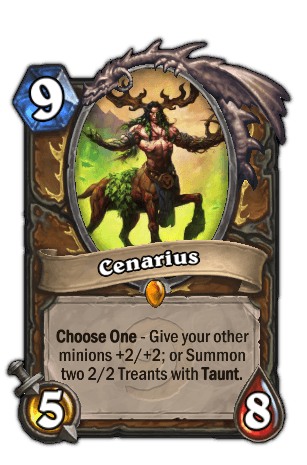 9
Cenarius
Choose One - Give your other
minions +2/+2; or Summon
two 2/2 Treants with Taunt.
5
8